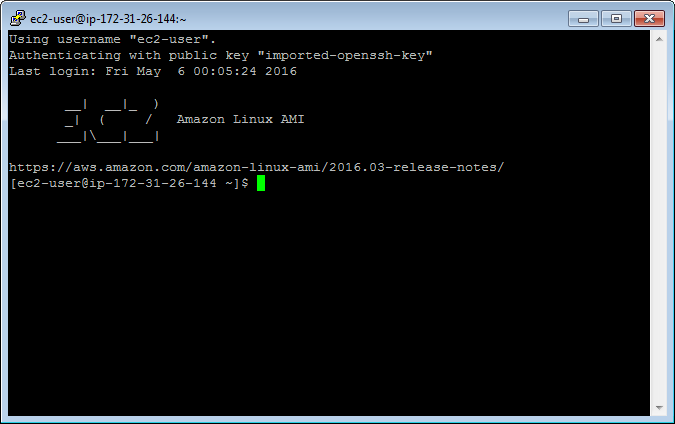 ec2-user@ip-172-31-26-144:~
Using username "ec2-user".
Authenticating with public key "imported-openssh-key"
Last login: Fri May  6 00:05:24 2016

       __|  __|_  )
       _|  (     /   Amazon Linux AMI
      ___|\___|___|

https://aws.amazon.com/amazon-linux-ami/2016.03-release-notes/
[ec2-user@ip-172-31-26-144 ~]$